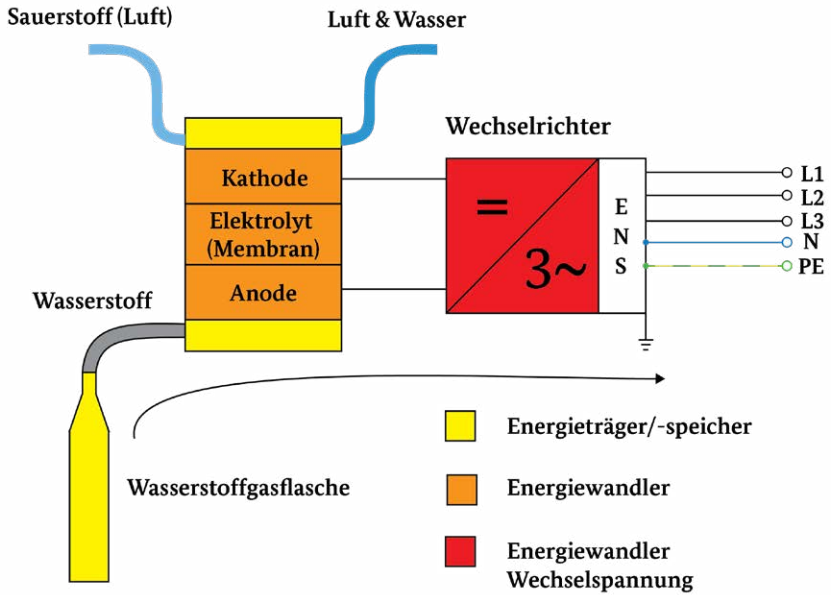 Sauerstoff (Luft)
Luft & Wasser
Wechselrichter
Kathode
Elektrolyt
(Membran)
Anode
=
3~
E
N
S
L1
L2
L3
N
PE
Wasserstoff
Wasserstoffgasflasche
Energieträger/-speicher
Energiewandler
Energiewandler
Wechselspannung